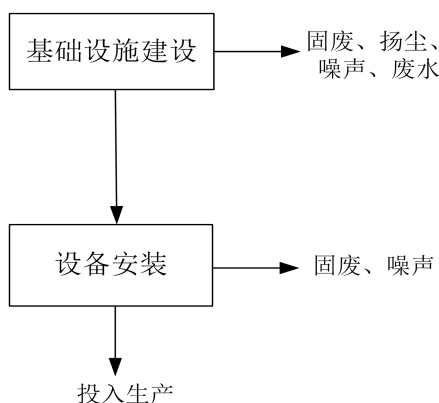 基础设施建设
固废、扬尘、
噪声、废水
设备安装
固废、噪声
投入生产